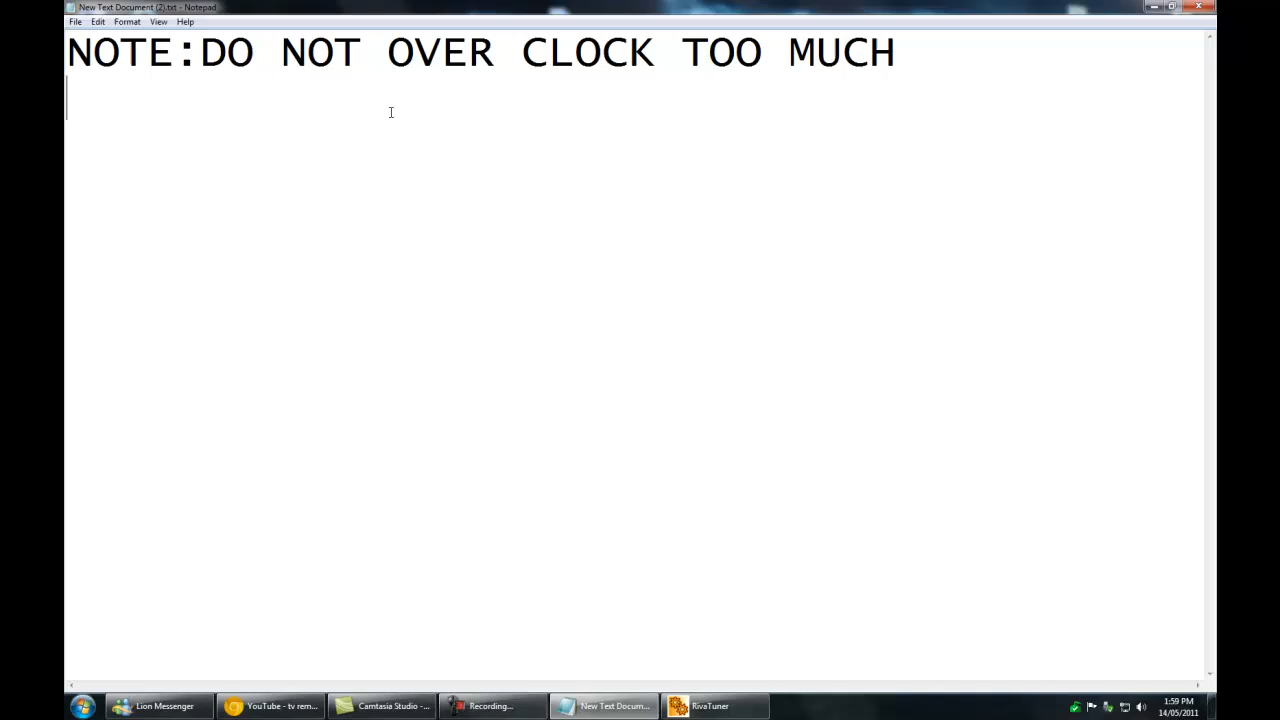 New Text Document (2).txt - Notepad
File Edit Format View Help
NOTE:DO NOT OVER CLOCK TOO MUCH
Lion Messenger YouTube - tv rem... Camtasia Studio -... Recording... New Text Docum... RivaTuner
1:59 PM
14/05/2011